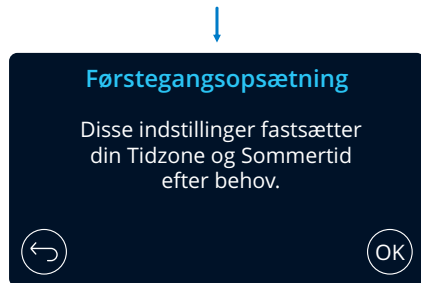 Førstegangsopsætning
Disse indstillinger fastsætter
din Tidzone og Sommertid
efter behov.
OK